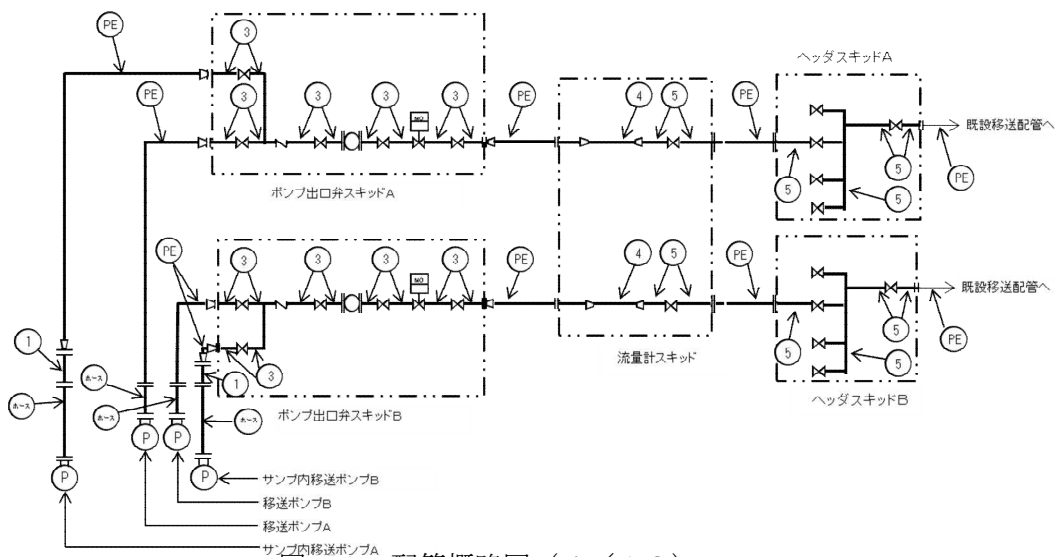 PE
3
ヘッダスキッドA
PE
3
3
3
MO
3
PE
4
5
PE
既設移送配管へ
5
5
5
PE
ポンプ出口弁スキッドA
PE
3
3
3
MO
3
PE
4
5
PE
既設移送配管へ
5
5
5
PE
3
1
1
流量計スキッド
ヘッダスキッドB
ホース
ホース
ホース
ホース
ポンプ出口弁スキッドB
P
P
P
P
サンプ内移送ポンプB
移送ポンプB
移送ポンプA
サンプ内移送ポンプA